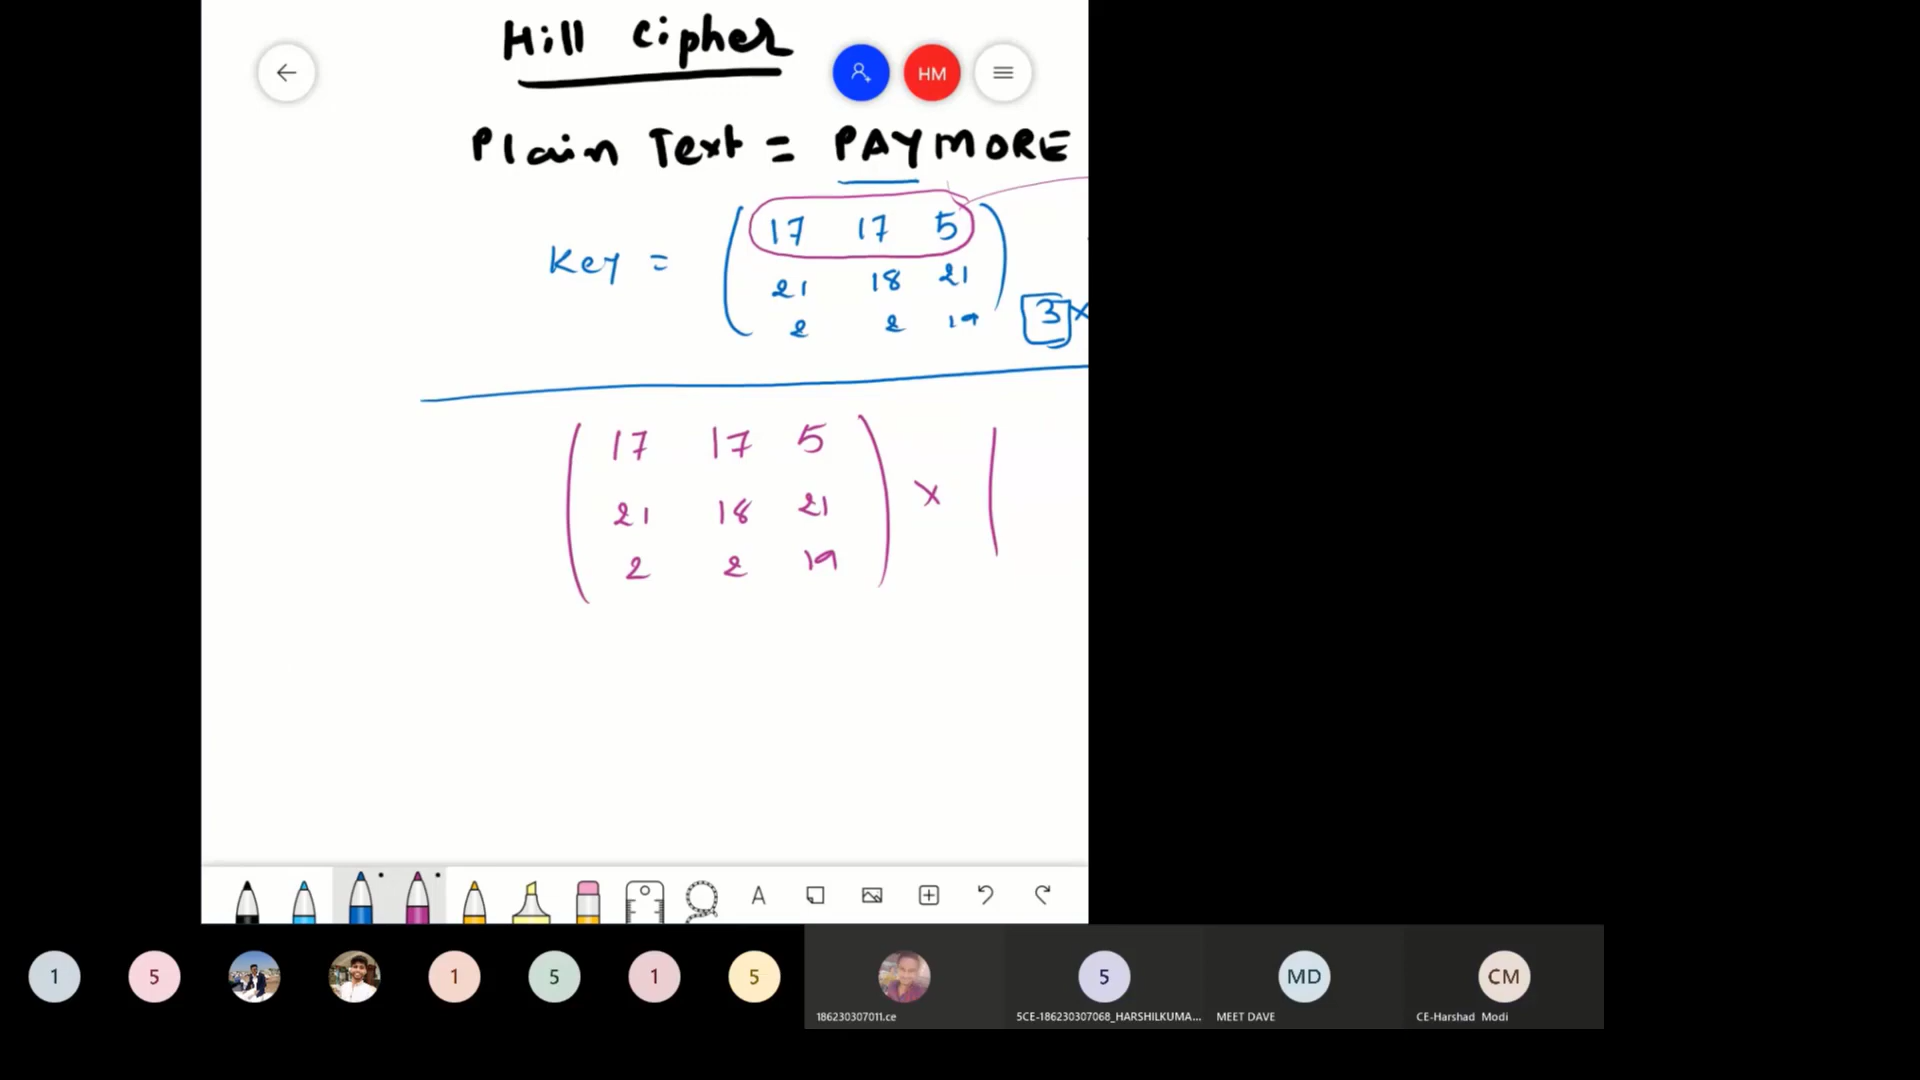 Hill Cipher
HM
Plain Text = PAYMORE
Key = ( 17 17 5
21 18 21
2 2 19 ) 3 x
( 17 17 5
21 18 21
2 2 19 ) x (
A
1 5 1 5 1 5 5 MD CM
186230307011.ce 5CE-186230307068_HARSHILKUMA... MEET DAVE CE-Harshad Modi